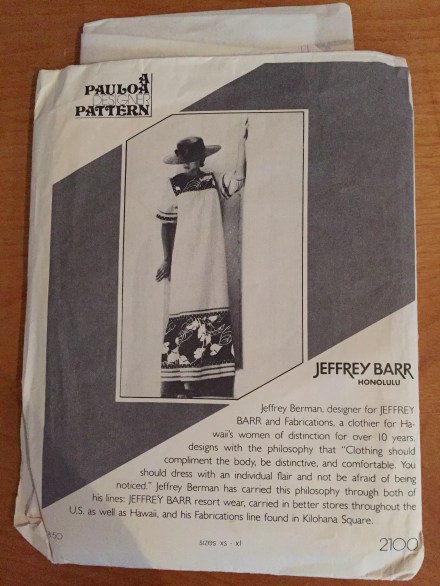 A
PAULOA
DESIGNER
PATTERN
JEFFREY BARR
HONOLULU
Jeffrey Berman, designer for JEFFREY
BARR and Fabrications, a clothier for Ha-
waii's women of distinction for over 10 years,
designs with the philosophy that "Clothing should
compliment the body, be distinctive, and comfortable. You
should dress with an individual flair and not be afraid of being
noticed." Jeffrey Berman has carried this philosophy through both of
his lines: JEFFREY BARR resort wear, carried in better stores throughout the
U.S. as well as Hawaii, and his Fabrications line found in Kilohana Square.
sizes xs - xl
2100